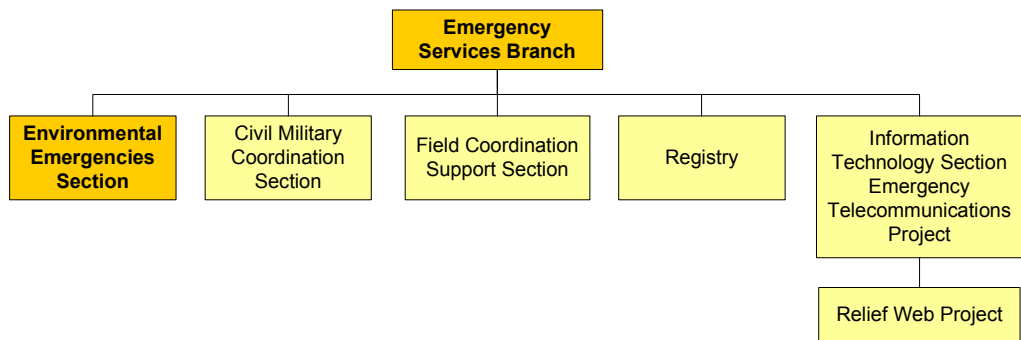 Emergency
Services Branch
Environmental
Emergencies
Section
Civil Military
Coordination
Section
Field Coordination
Support Section
Registry
Information
Technology Section
Emergency
Telecommunications
Project
Relief Web Project